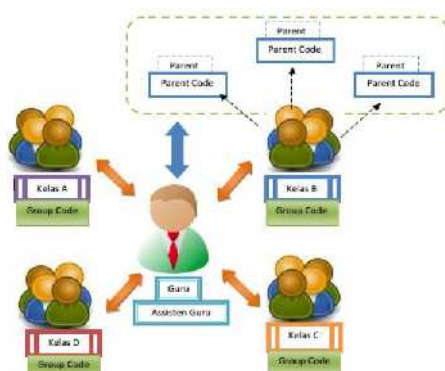 Parent
Parent Code
Parent
Parent Code
Parent
Parent Code
Kelas A
Group Code
Kelas B
Group Code
Guru
Assisten Guru
Kelas D
Group Code
Kelas C
Group Code